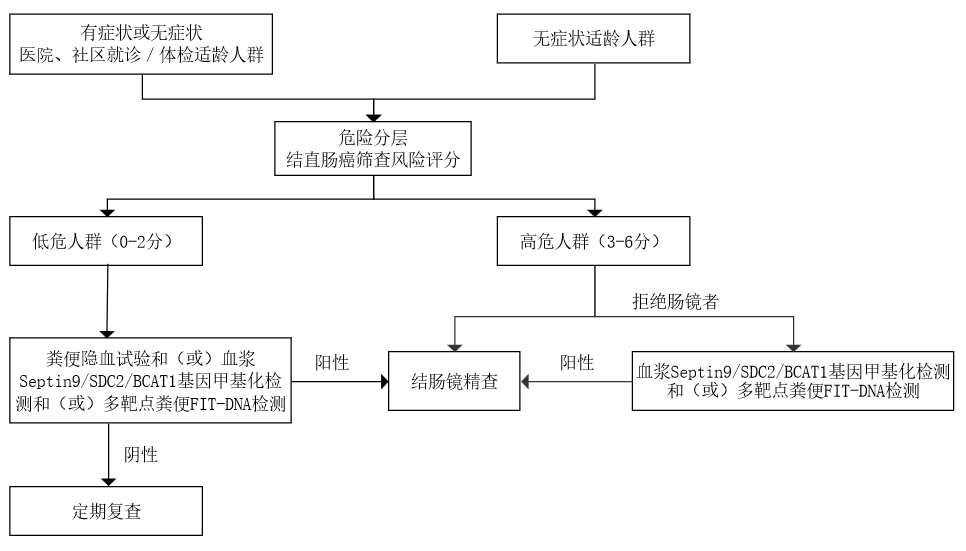 有症状或无症状
医院、社区就诊/体检适龄人群
无症状适龄人群
危险分层
结直肠癌筛查风险评分
低危人群（0-2分）
高危人群（3-6分）
拒绝肠镜者
粪便隐血试验和（或）血浆
Septin9/SDC2/BCAT1基因甲基化检
测和（或）多靶点粪便FIT-DNA检测
阳性
结肠镜精查
阳性
血浆Septin9/SDC2/BCAT1基因甲基化检测
和（或）多靶点粪便FIT-DNA检测
阴性
定期复查